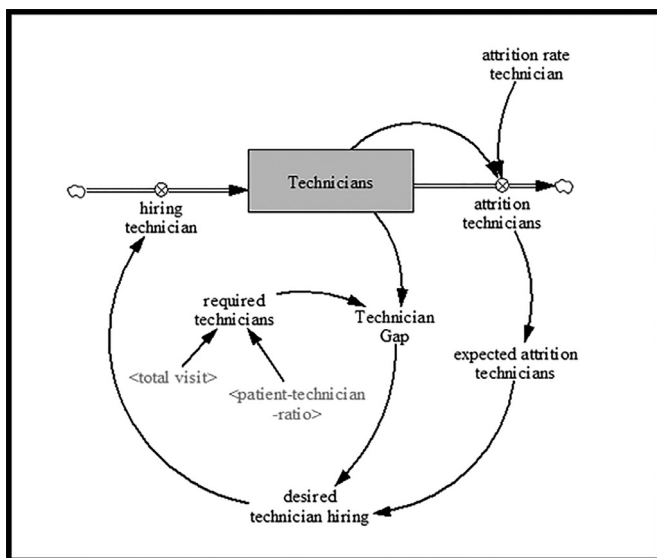 attrition rate
technician
Technicians
hiring
technician
attrition
technicians
required
technicians
Technician
Gap
expected attrition
technicians
<total visit>
<patient-technician
-ratio>
desired
technician hiring